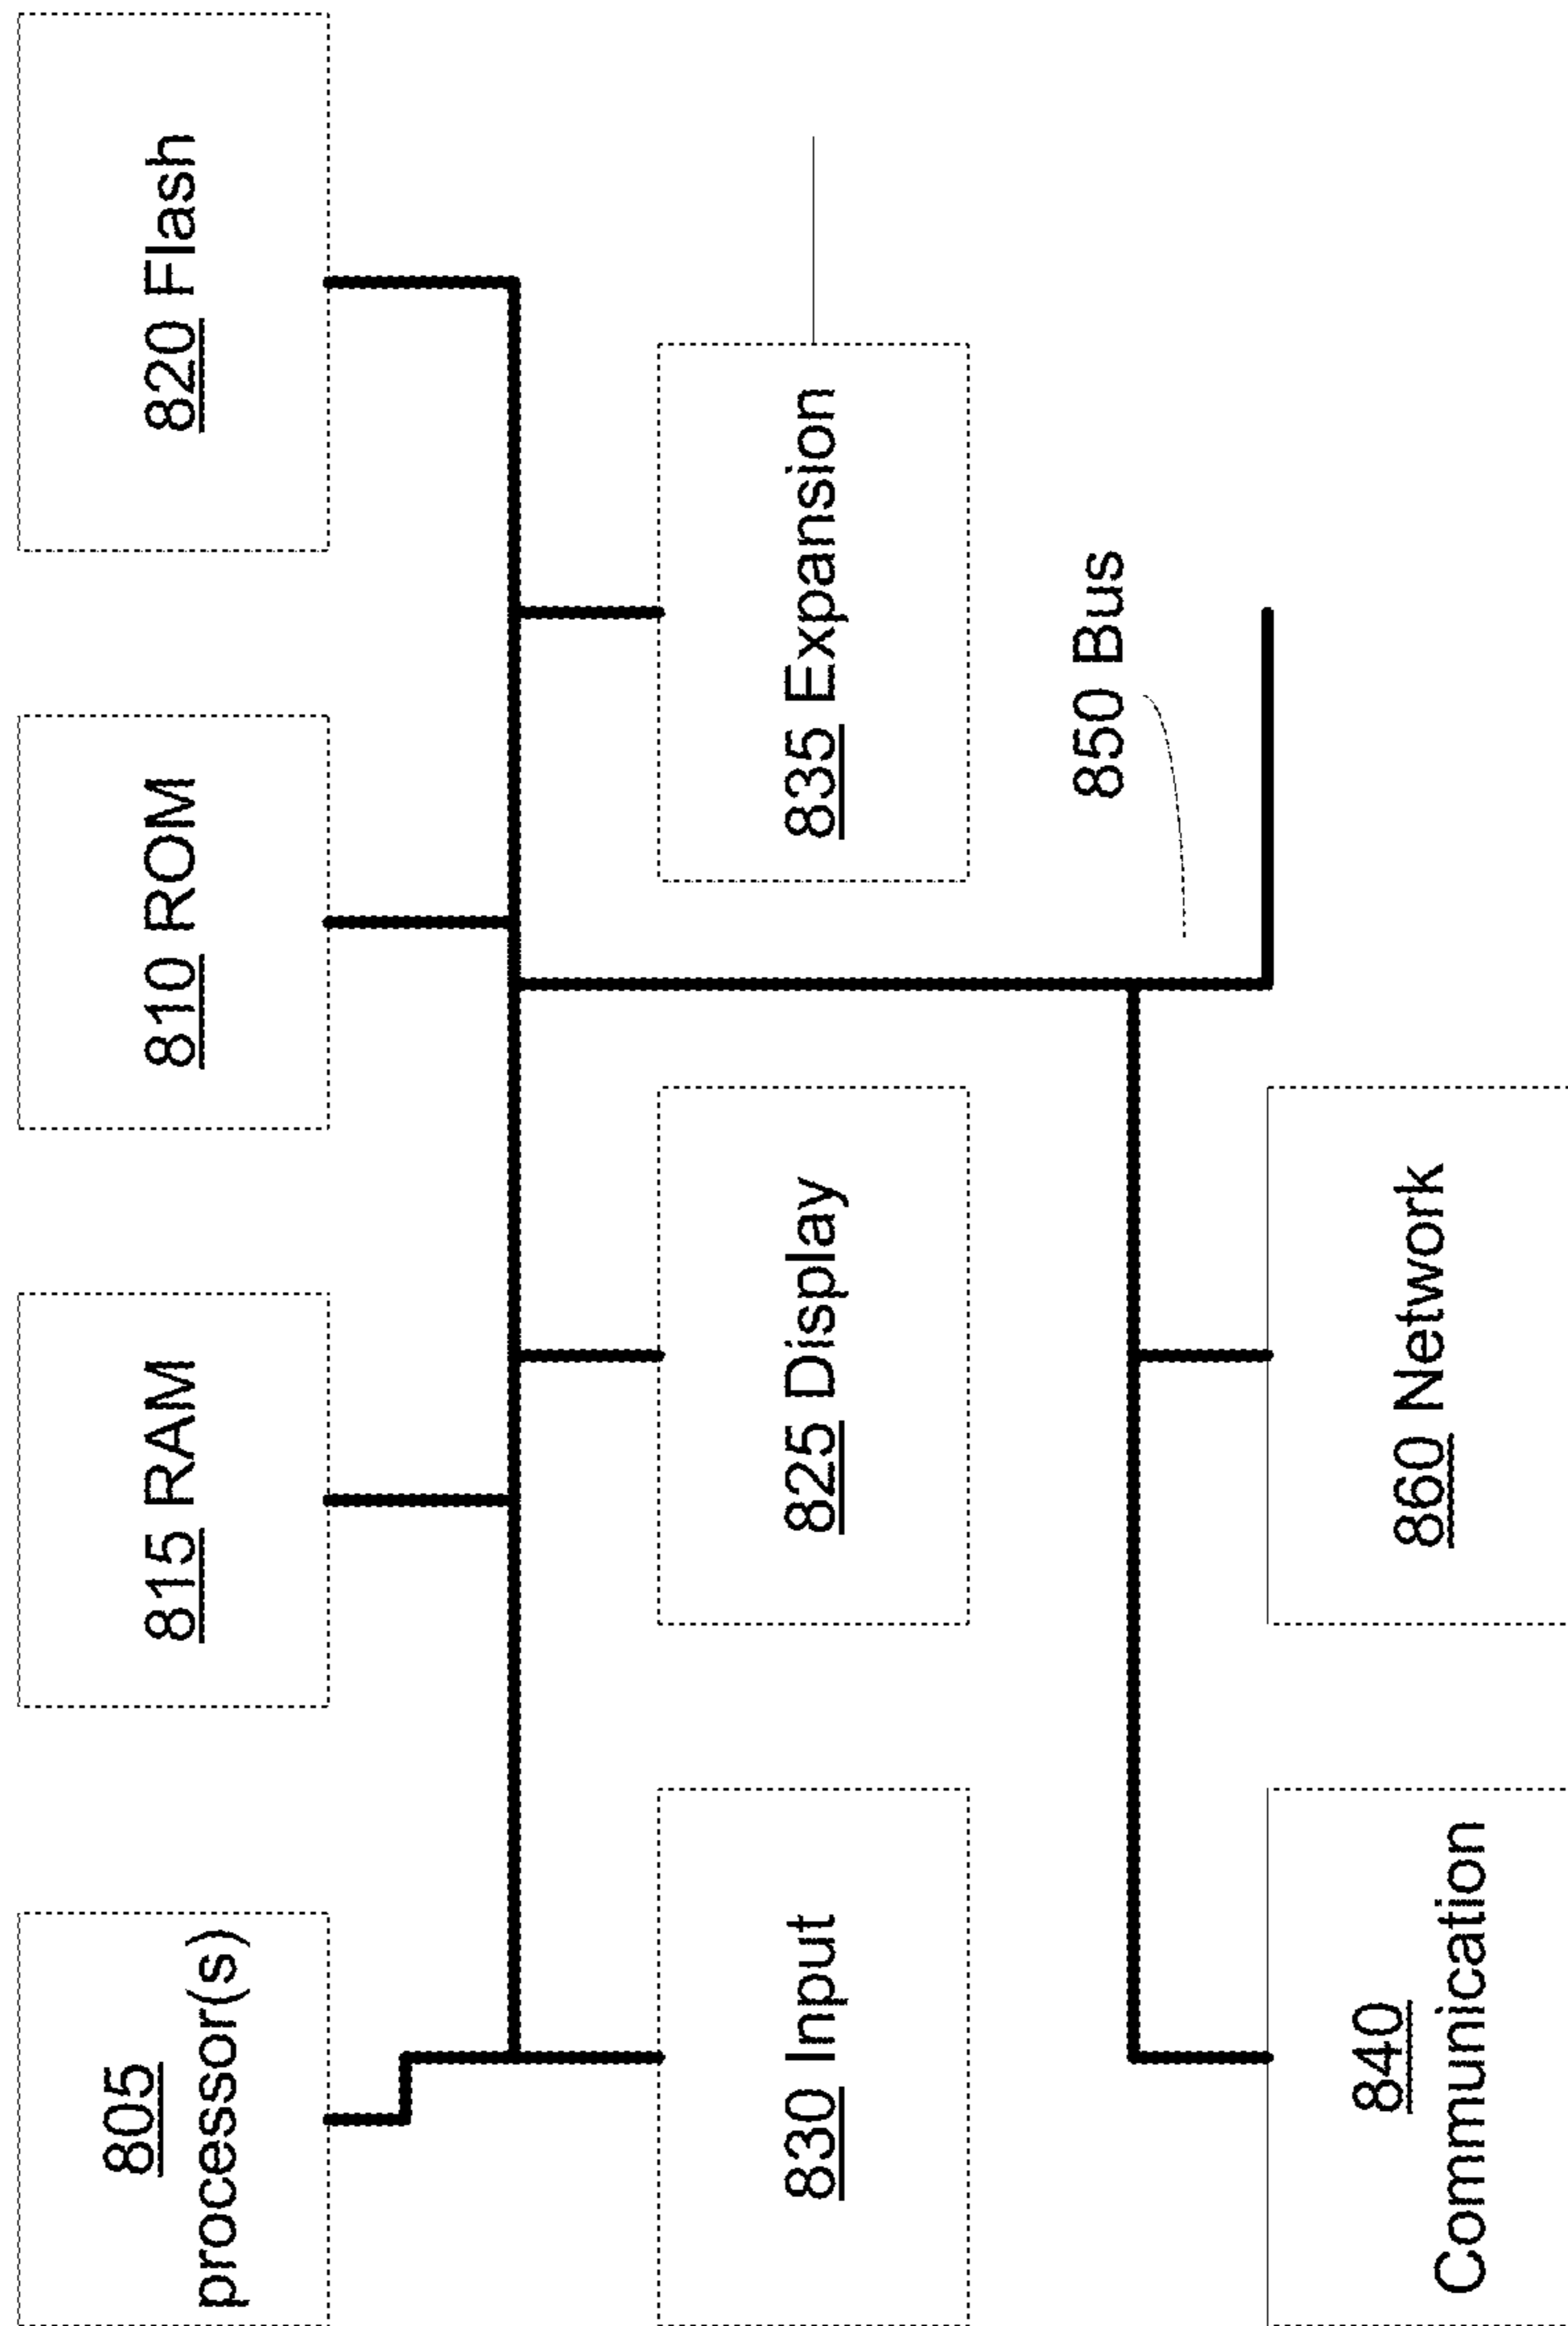 805
processor(s)
815 RAM
810 ROM
820 Flash
830 Input
825 Display
835 Expansion
850 Bus
840
Communication
860 Network